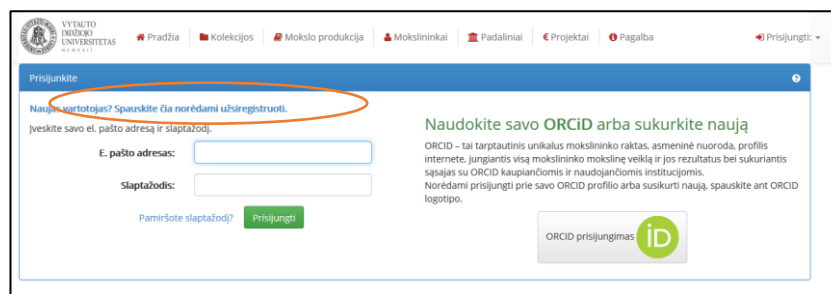 VYTAUTO
DIDŽIOJO
UNIVERSITETAS
MCMXXII
Pradžia Kolekcijos Mokslo produkcija Mokslininkai Padaliniai Projektai Pagalba Prisijungti:
Prisijunkite
Naujas vartotojas? Spauskite čia norėdami užsiregistruoti.
Įveskite savo el. pašto adresą ir slaptažodį.
E. pašto adresas:
Slaptažodis:
Pamiršote slaptažodį? Prisijungti
Naudokite savo ORCiD arba sukurkite naują
ORCID – tai tarptautinis unikalus mokslininko raktas, asmeninė nuoroda, profilis
internete, jungiantis visą mokslininko mokslinę veiklą ir jos rezultatus bei sukuriantis
sąsajas su ORCID kaupiančiomis ir naudojančiomis institucijomis.
Norėdami prisijungti prie savo ORCID profilio arba susikurti naują, spauskite ant ORCID
logotipo.
ORCID prisijungimas iD